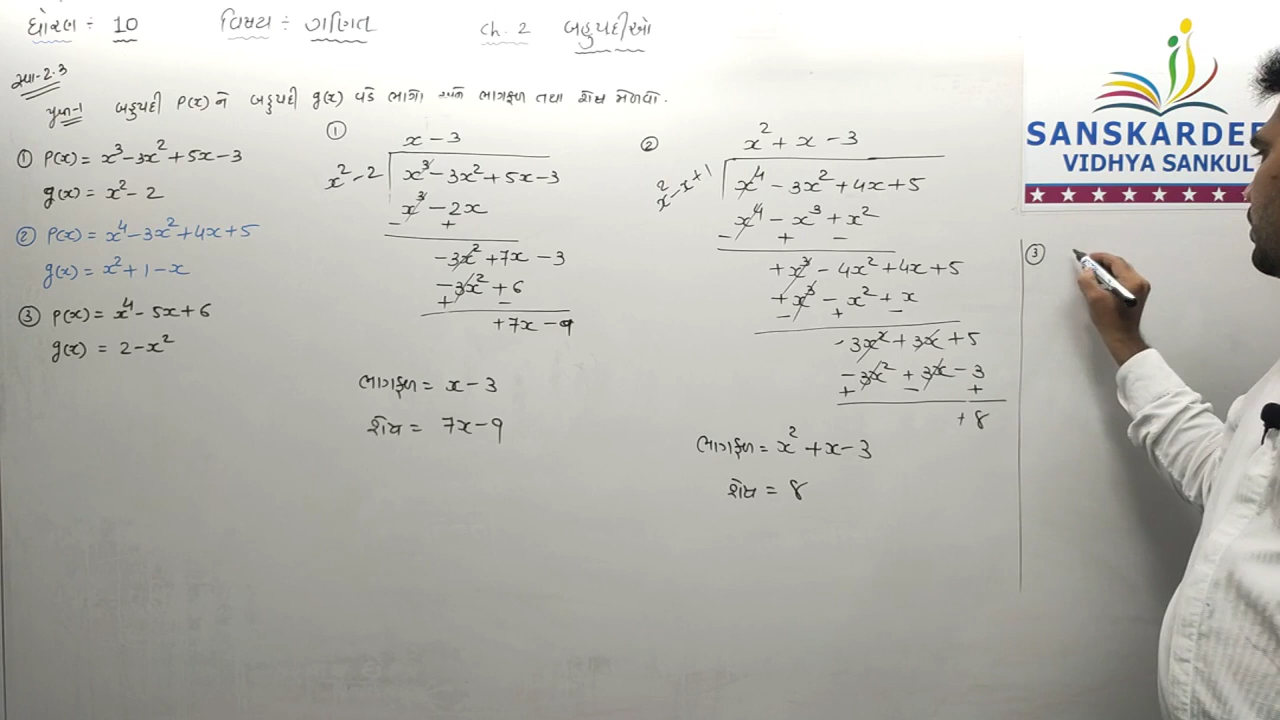 ધોરણ ÷ 10 વિષય ÷ ગણિત Ch. 2 બહુપદીઓ
સ્વા-2.3
પ્રશ્ન-1 બહુપદી P(x) ને બહુપદી g(x) વડે ભાગો અને ભાગફળ તથા શેષ મેળવો.
① P(x) = x³ - 3x² + 5x - 3
g(x) = x² - 2
② P(x) = x⁴ - 3x² + 4x + 5
g(x) = x² + 1 - x
③ P(x) = x⁴ - 5x + 6
g(x) = 2 - x²
①
x - 3
x² - 2 x³ - 3x² + 5x - 3
x³ - 2x
- +
-3x² + 7x - 3
-3x² + 6
+ -
+7x - 9
ભાગફળ = x - 3
શેષ = 7x - 9
②
x² + x - 3
x² - x + 1 x⁴ - 3x² + 4x + 5
x⁴ - x³ + x²
- + -
+x³ - 4x² + 4x + 5
+x³ - x² + x
- + -
-3x² + 3x + 5
-3x² + 3x - 3
+ - +
+8
ભાગફળ = x² + x - 3
શેષ = 8
③
SANSKARDEE
VIDHYA SANKUL